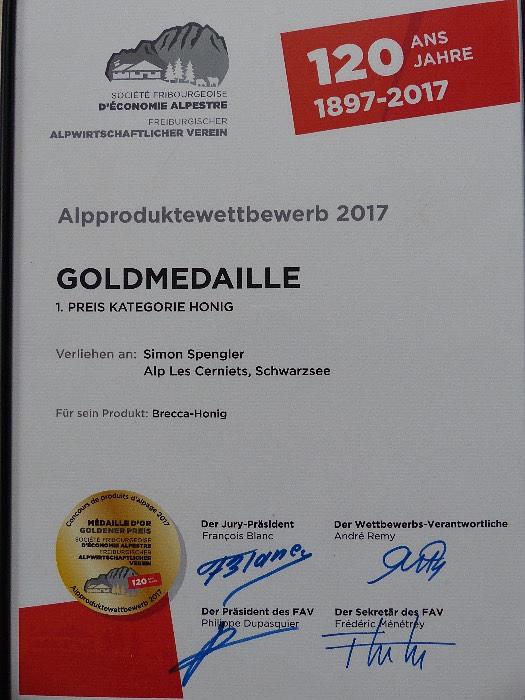 SOCIÉTÉ FRIBOURGEOISE
D'ÉCONOMIE ALPESTRE
FREIBURGISCHER
ALPWIRTSCHAFTLICHER VEREIN
120 ANS
JAHRE
1897-2017
Alpproduktewettbewerb 2017
GOLDMEDAILLE
1. PREIS KATEGORIE HONIG
Verliehen an: Simon Spengler
Alp Les Cerniets, Schwarzsee
Für sein Produkt: Brecca-Honig
Concours de produits d'alpage 2017
MÉDAILLE D'OR
GOLDENER PREIS
SOCIÉTÉ FRIBOURGEOISE
D'ÉCONOMIE ALPESTRE
FREIBURGISCHER
ALPWIRTSCHAFTLICHER
VEREIN
120 ANS
JAHRE
Alpproduktewettbewerb 2017
Der Jury-Präsident
François Blanc
Der Wettbewerbs-Verantwortliche
André Remy
Der Präsident des FAV
Philippe Dupasquier
Der Sekretär des FAV
Frédéric Ménétrey